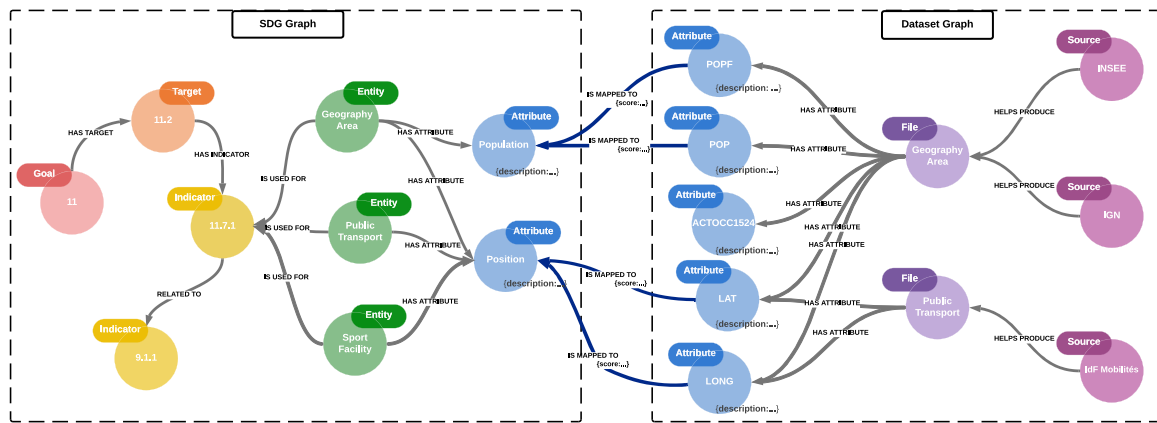 SDG Graph
Target
11.2
HAS TARGET
Goal
11
HAS INDICATOR
Indicator
11.7.1
RELATED TO
Indicator
9.1.1
Entity
Geography
Area
IS USED FOR
Entity
Public
Transport
IS USED FOR
IS USED FOR
Entity
Sport
Facility
HAS ATTRIBUTE
HAS ATTRIBUTE
HAS ATTRIBUTE
HAS ATTRIBUTE
Attribute
Population
{description:...}
Attribute
Position
{description:...}
IS MAPPED TO
{score:...}
IS MAPPED TO
{score:...}
IS MAPPED TO
{score:...}
IS MAPPED TO
{score:...}
Dataset Graph
Attribute
POPF
{description: ...}
Attribute
POP
{description:...}
Attribute
ACTOCC1524
Attribute
LAT
{description:...}
Attribute
LONG
{description:...}
HAS ATTRIBUTE
HAS ATTRIBUTE
HAS ATTRIBUTE
HAS ATTRIBUTE
HAS ATTRIBUTE
HAS ATTRIBUTE
HAS ATTRIBUTE
File
Geography
Area
File
Public
Transport
HELPS PRODUCE
HELPS PRODUCE
HELPS PRODUCE
Source
INSEE
Source
IGN
Source
IdF Mobilités